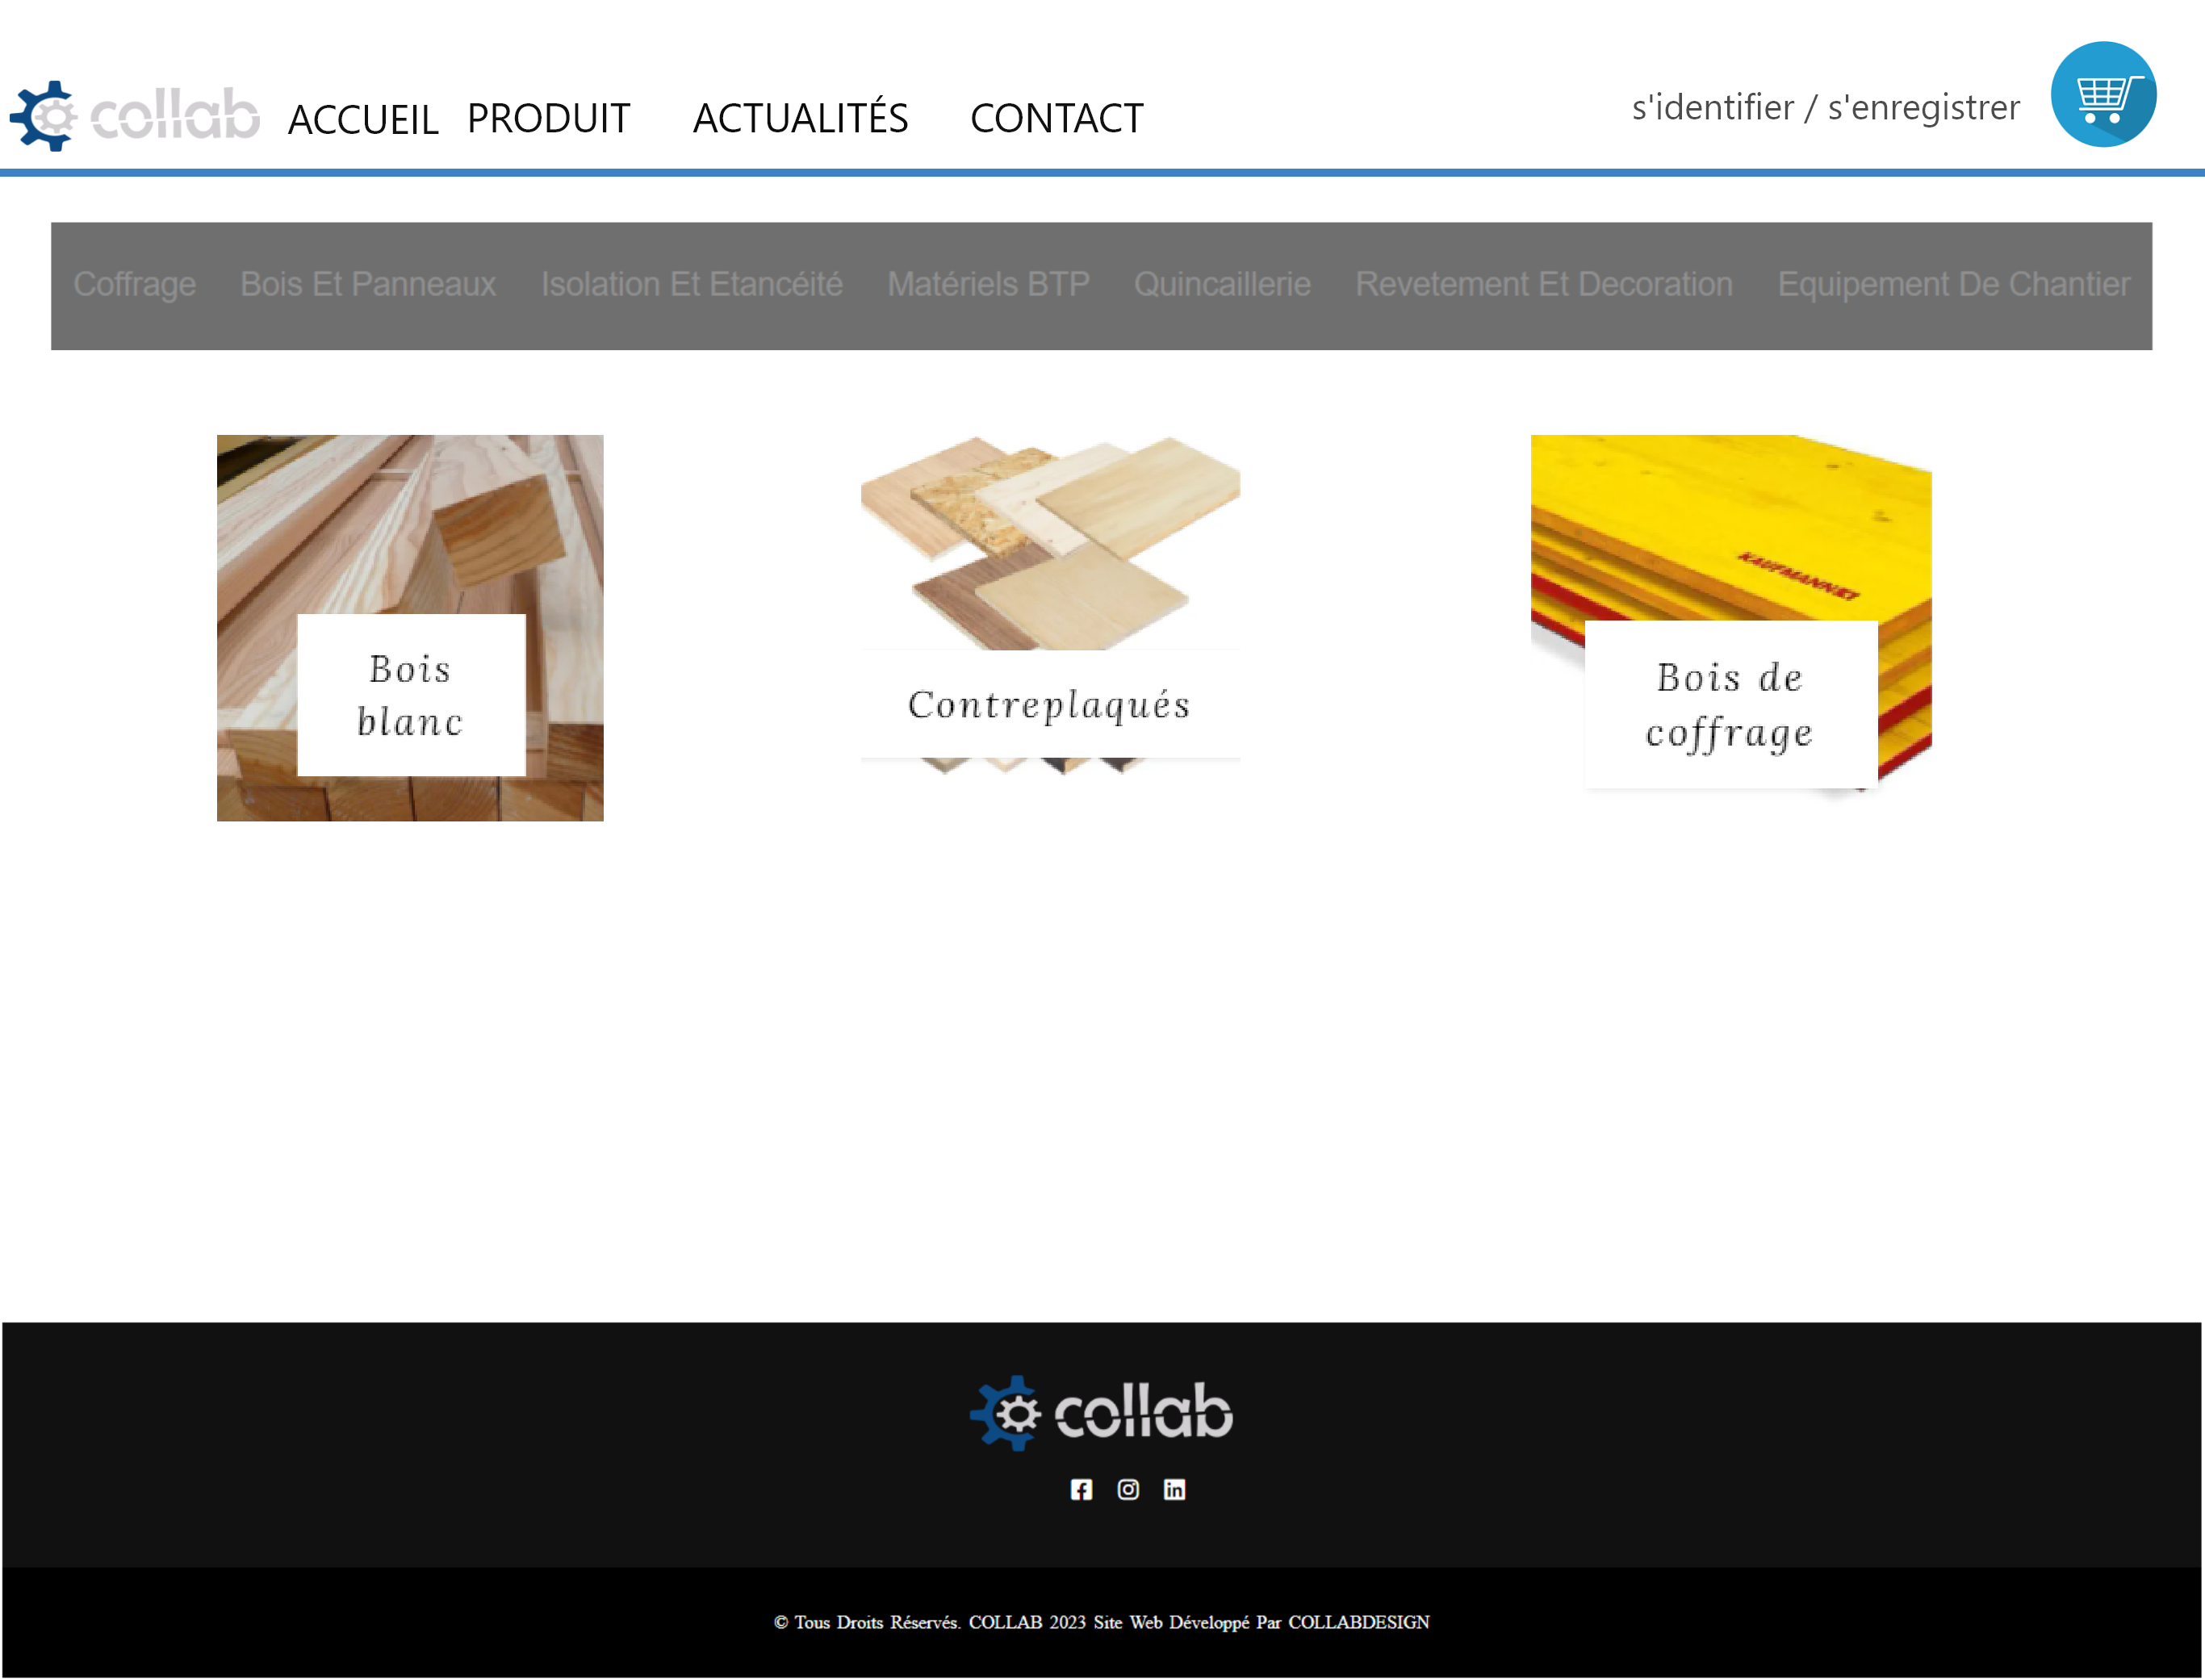 collab ACCUEIL PRODUIT ACTUALITÉS CONTACT s'identifier / s'enregistrer
Coffrage Bois Et Panneaux Isolation Et Etancéité Matériels BTP Quincaillerie Revetement Et Decoration Equipement De Chantier
Bois
blanc
Contreplaqués
Bois de
coffrage
collab
© Tous Droits Réservés. COLLAB 2023 Site Web Développé Par COLLABDESIGN